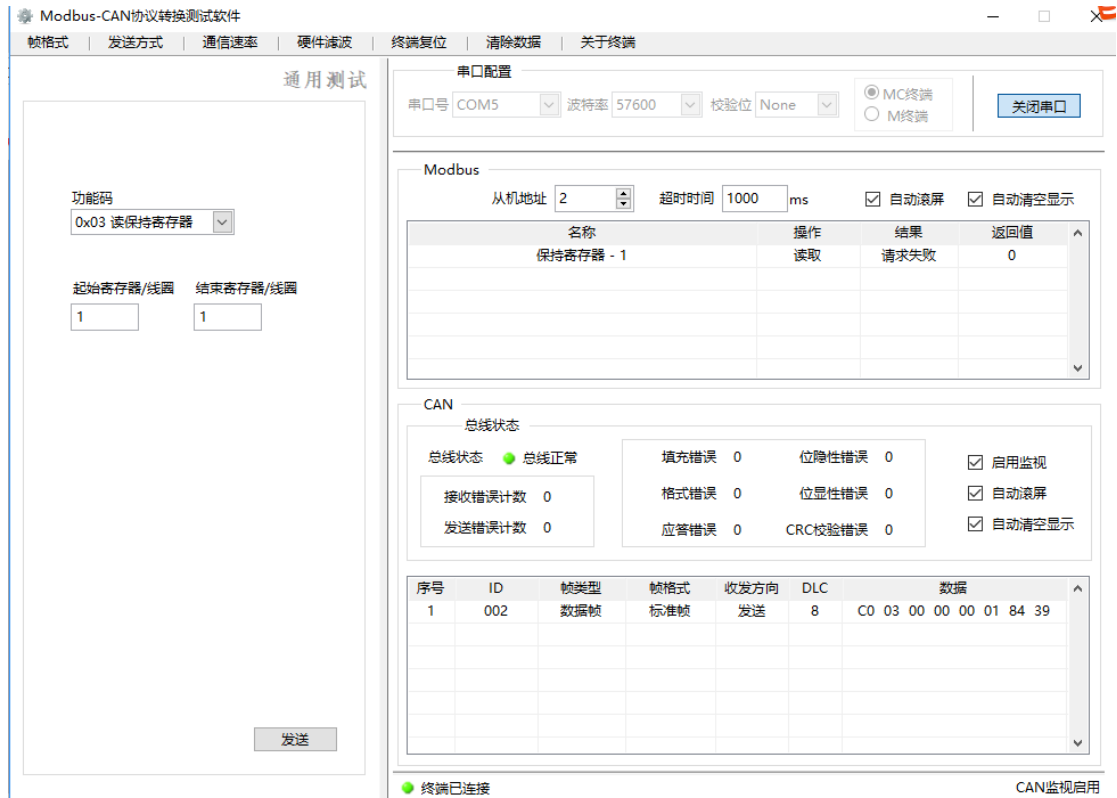 Modbus-CAN协议转换测试软件
帧格式 | 发送方式 | 通信速率 | 硬件滤波 | 终端复位 | 清除数据 | 关于终端
通用测试
功能码
0x03 读保持寄存器
起始寄存器/线圈 结束寄存器/线圈
1 1
发送
串口配置
串口号 COM5 波特率 57600 校验位 None
MC终端
M终端
关闭串口
Modbus
从机地址 2 超时时间 1000 ms 自动滚屏 自动清空显示
名称 操作 结果 返回值
保持寄存器 - 1 读取 请求失败 0
CAN
总线状态
总线状态 总线正常
接收错误计数 0
发送错误计数 0
填充错误 0 位隐性错误 0
格式错误 0 位显性错误 0
应答错误 0 CRC校验错误 0
启用监视
自动滚屏
自动清空显示
序号 ID 帧类型 帧格式 收发方向 DLC 数据
1 002 数据帧 标准帧 发送 8 C0 03 00 00 00 01 84 39
终端已连接 CAN监视启用